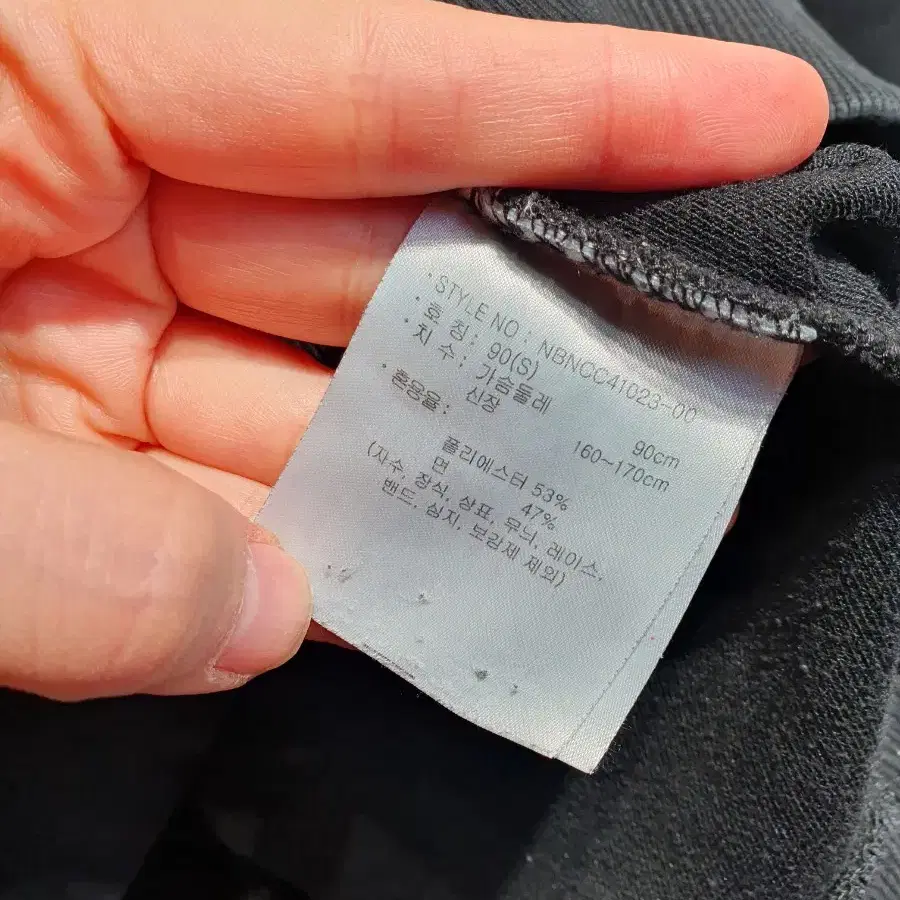 · STYLE NO : NBNCC41023-00
· 호 칭 : 90(S)
· 치 수 : 가슴둘레 90cm
신장 160~170cm
· 혼용율 :
폴리에스터 53%
면 47%
(자수, 장식, 상표, 무늬, 레이스,
밴드, 심지, 보강제 제외)